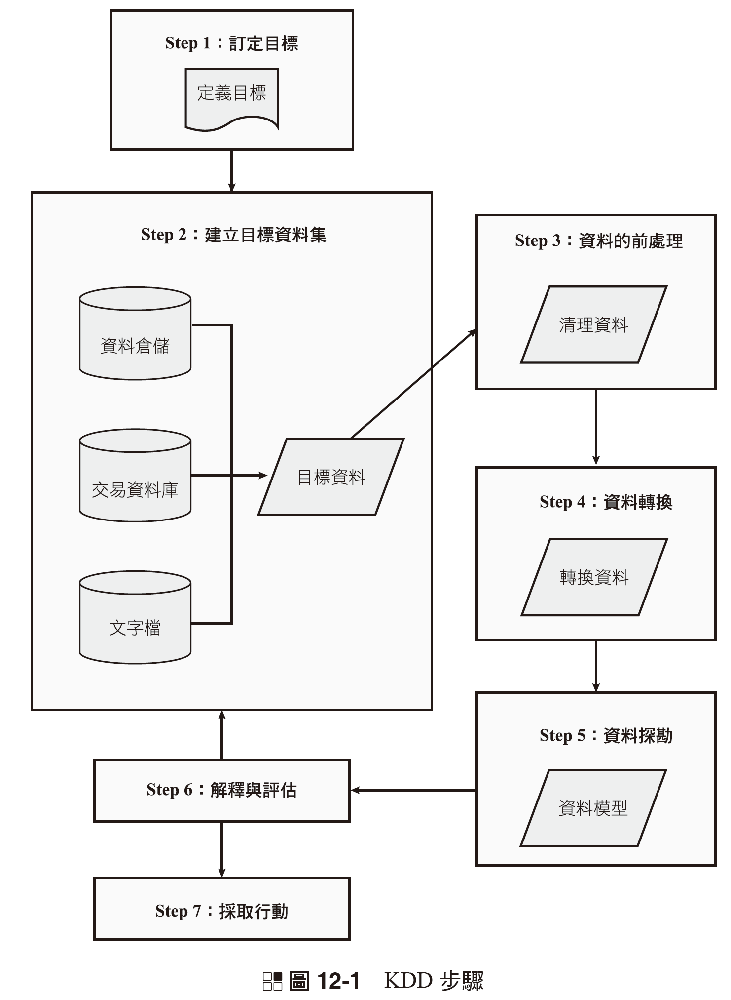 Step 1：訂定目標
定義目標
Step 2：建立目標資料集
資料倉儲
交易資料庫
文字檔
目標資料
Step 3：資料的前處理
清理資料
Step 4：資料轉換
轉換資料
Step 5：資料探勘
資料模型
Step 6：解釋與評估
Step 7：採取行動
圖 12-1 KDD 步驟